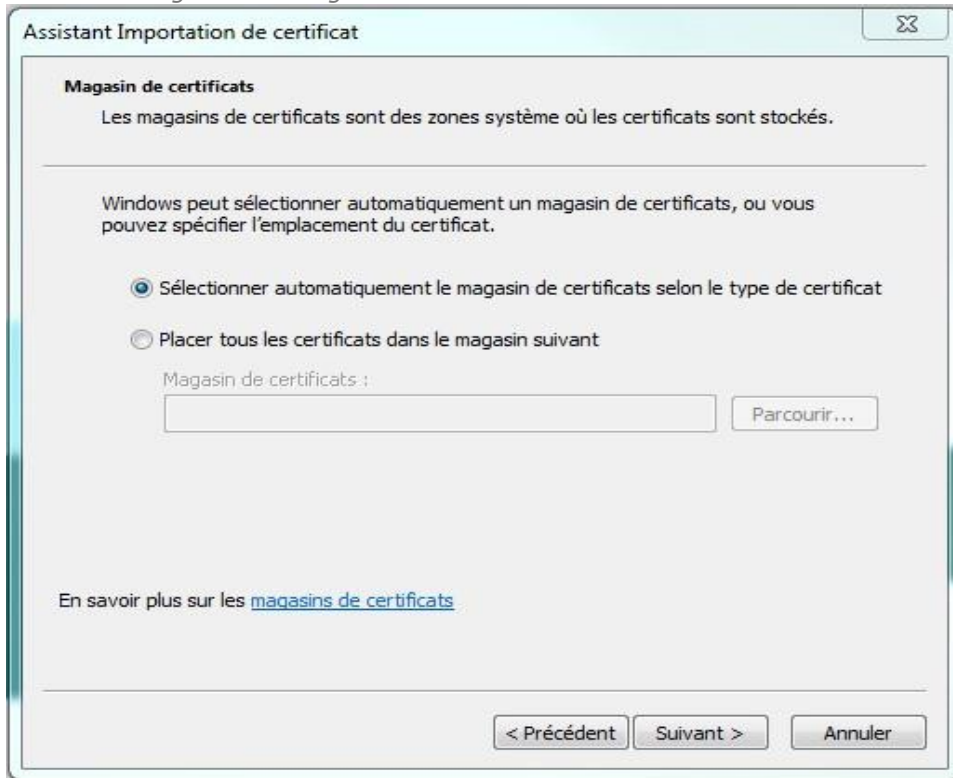 Assistant Importation de certificat
Magasin de certificats
Les magasins de certificats sont des zones système où les certificats sont stockés.
Windows peut sélectionner automatiquement un magasin de certificats, ou vous
pouvez spécifier l'emplacement du certificat.
Sélectionner automatiquement le magasin de certificats selon le type de certificat
Placer tous les certificats dans le magasin suivant
Magasin de certificats :
Parcourir...
En savoir plus sur les magasins de certificats
< Précédent Suivant > Annuler